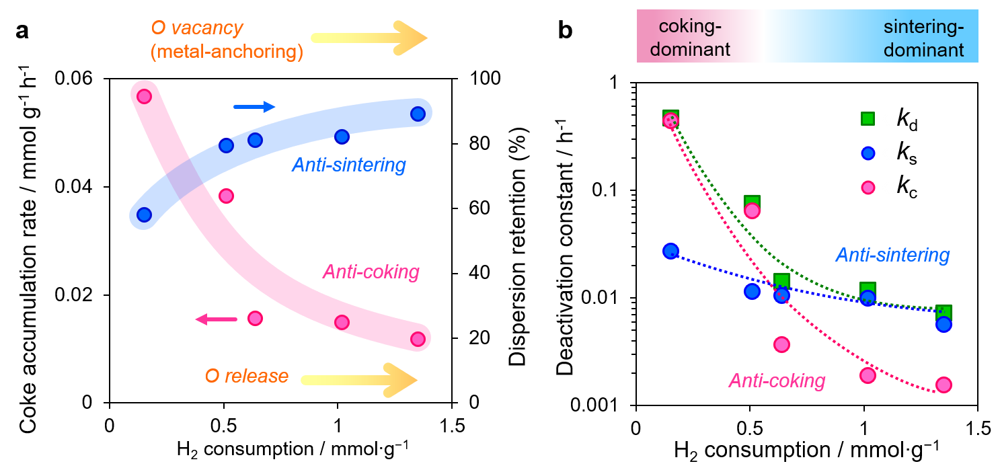 a
O vacancy
(metal-anchoring)
Coke accumulation rate / mmol g⁻¹ h⁻¹
0.06
0.04
0.02
0
100
80
60
40
20
0
Dispersion retention (%)
Anti-sintering
Anti-coking
O release
0
0.5
1
1.5
H₂ consumption / mmol·g⁻¹
b
coking-
dominant
sintering-
dominant
Deactivation constant / h⁻¹
1
0.1
0.01
0.001
k_d
k_s
k_c
Anti-sintering
Anti-coking
0
0.5
1
1.5
H₂ consumption / mmol·g⁻¹